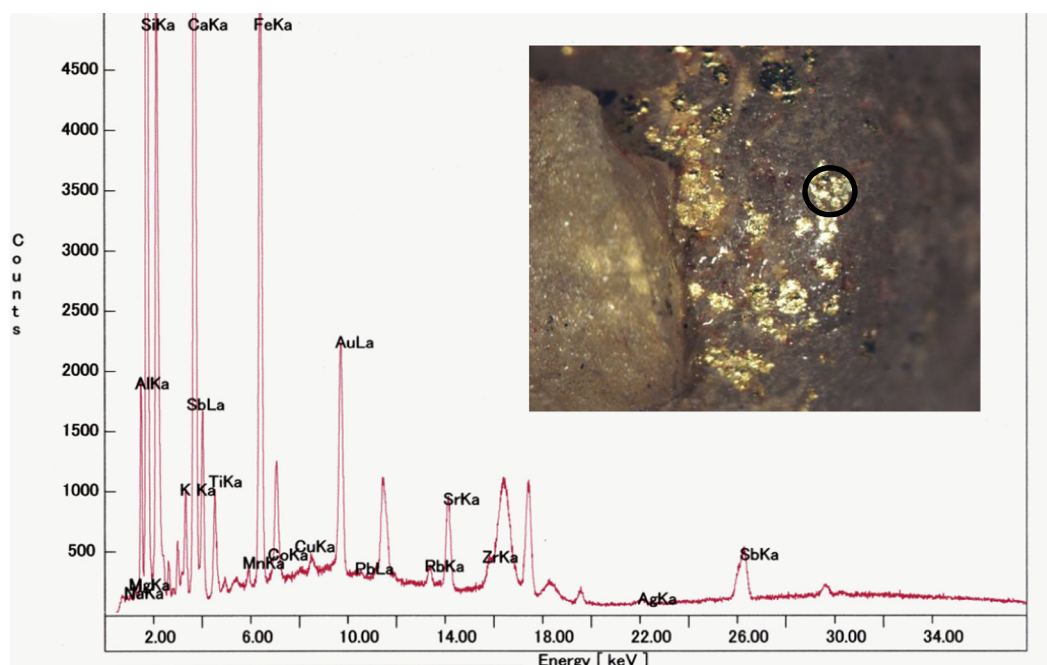 SiKa CaKa FeKa
4500
4000
3500
3000
2500
2000
1500
1000
500
Counts
AuLa
AlKa
SbLa
K Ka TiKa
SrKa
CuKa
CoKa
MnKa
PbLa RbKa ZrKa SbKa
MgKa
NaKa
AgKa
2.00 6.00 10.00 14.00 18.00 22.00 26.00 30.00 34.00
Energy [ keV ]